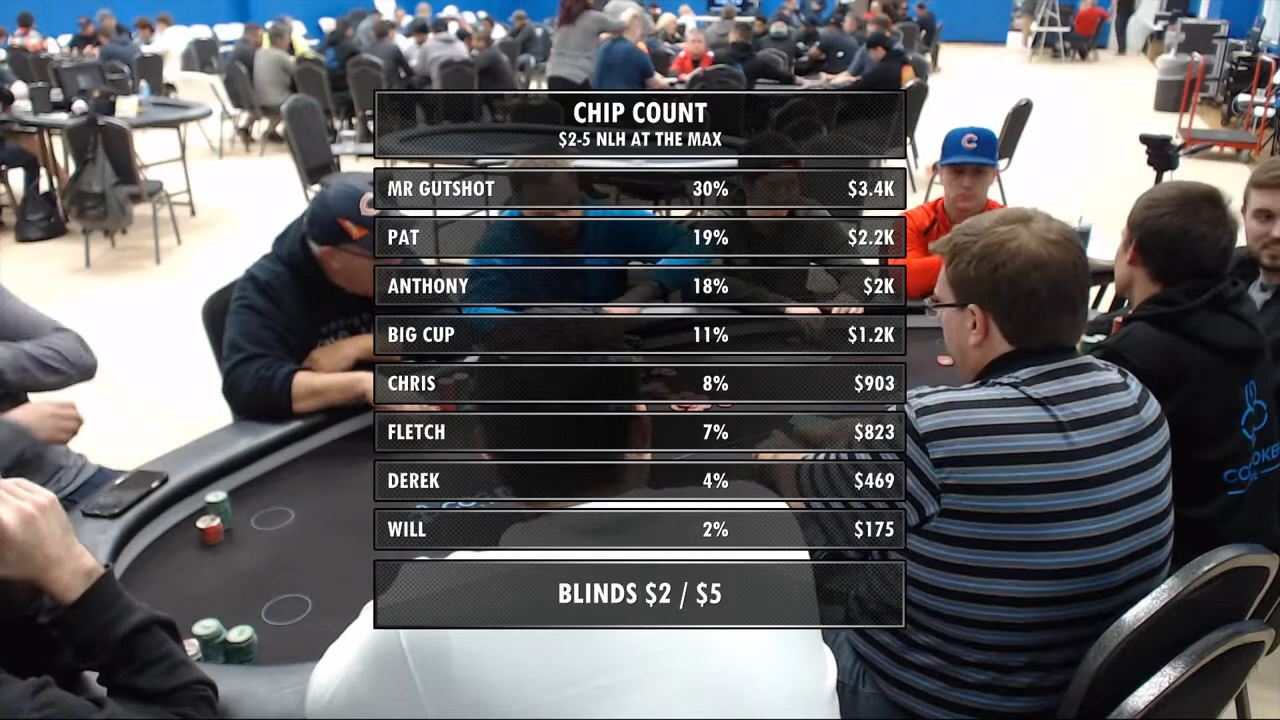 CHIP COUNT
$2-5 NLH AT THE MAX
MR GUTSHOT 30% $3.4K
PAT 19% $2.2K
ANTHONY 18% $2K
BIG CUP 11% $1.2K
CHRIS 8% $903
FLETCH 7% $823
DEREK 4% $469
WILL 2% $175
BLINDS $2 / $5
C
C